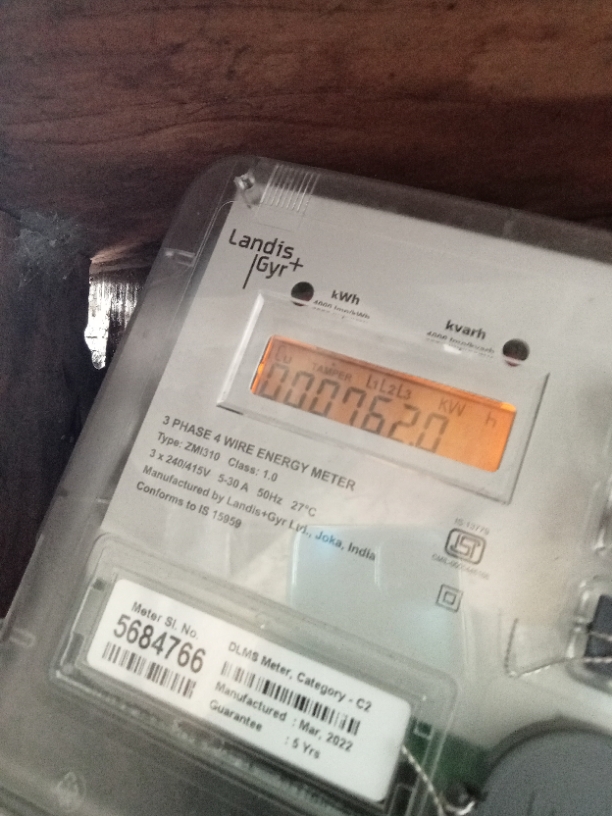 Landis
Gyr+
kWh
kvarh
TAMPER L1L2L3 kW h
000762.0
3 PHASE 4 WIRE ENERGY METER
Type: ZMI310 Class: 1.0
3 x 240/415V 5-30 A 50Hz 27°C
Manufactured by Landis+Gyr Ltd., Joka, India
Conforms to IS 15959
Meter Sl. No.
5684766
DLMS Meter, Category - C2
Manufactured : Mar, 2022
Guarantee : 5 Yrs